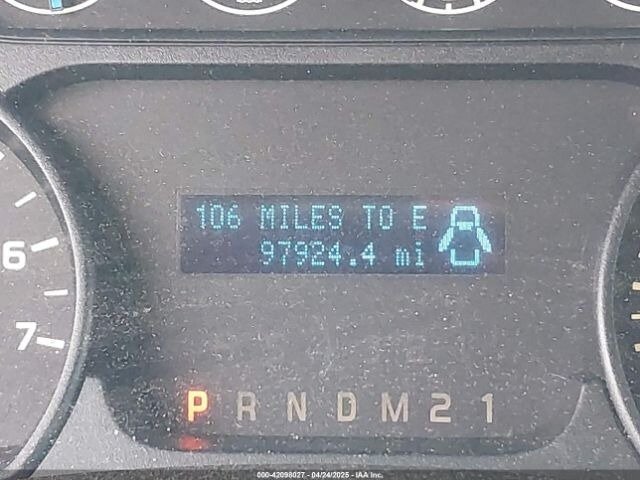 106 MILES TO E
97924.4 mi
6
7
P R N D M 2 1
000-42098027 - 04/24/2025 - IAA Inc.